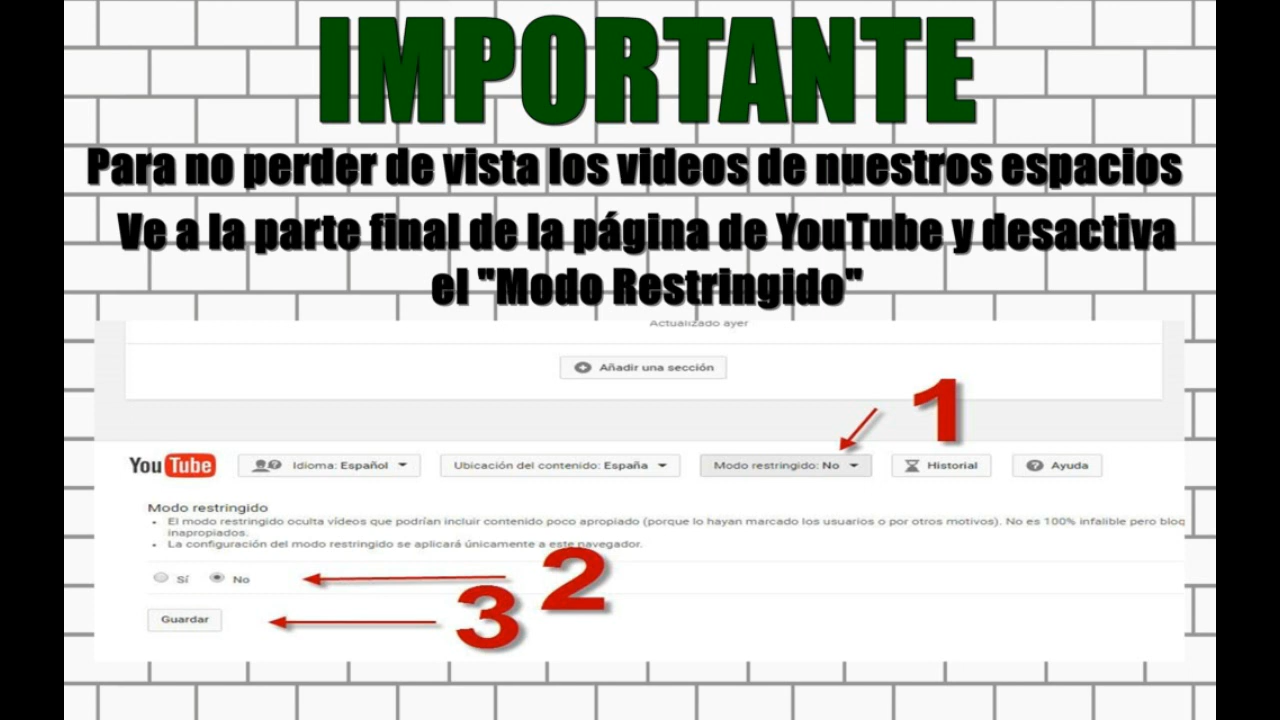 IMPORTANTE
Para no perder de vista los videos de nuestros espacios
Ve a la parte final de la página de YouTube y desactiva
el "Modo Restringido"
Actualizado ayer
Añadir una sección
1
YouTube Idioma: Español Ubicación del contenido: España Modo restringido: No Historial Ayuda
Modo restringido
El modo restringido oculta vídeos que podrían incluir contenido poco apropiado (porque lo hayan marcado los usuarios o por otros motivos). No es 100% infalible pero bloq
inapropiados.
La configuración del modo restringido se aplicará únicamente a este navegador.
Sí No 2
Guardar 3